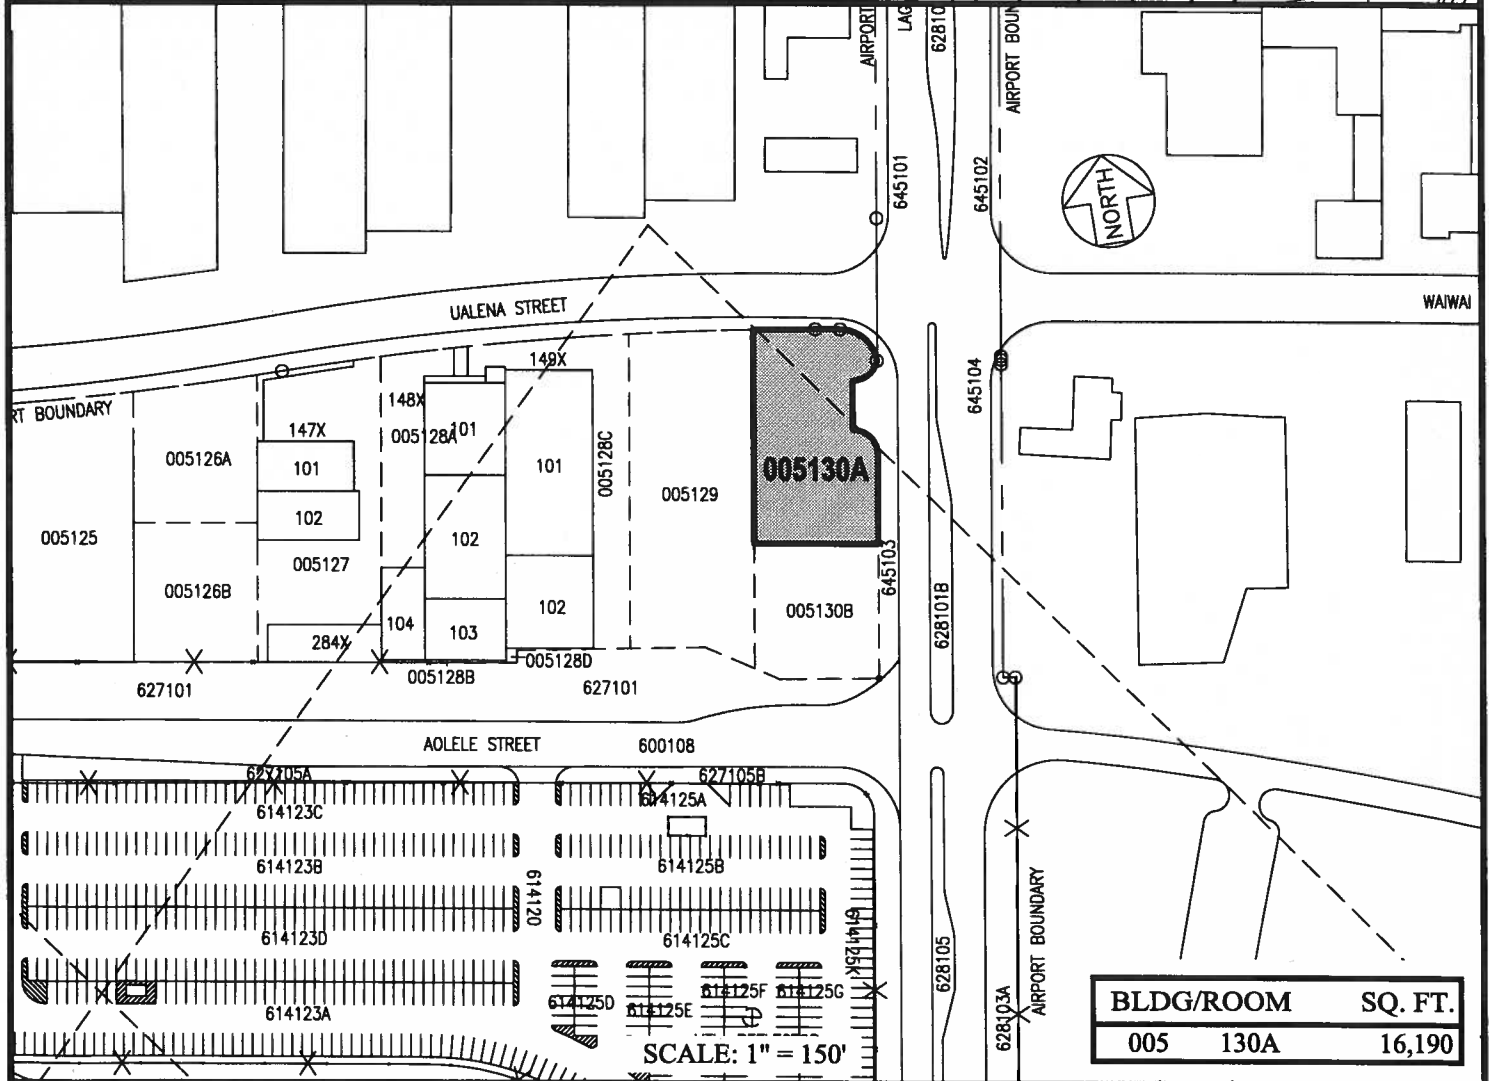 AIRPORT
LAG
62810
AIRPORT BOUN
645101
645102
NORTH
UALENA STREET
WAIWAI
RT BOUNDARY
149X
148X
147X
005128A
101
101
101
102
005126A
005128C
005129
005130A
645104
005125
005127
102
005126B
102
104
103
284X
645103
005130B
628101B
005128D
005128B
627101
627101
AOLELE STREET
600108
627105A
627105B
614123C
614125A
614123B
614125B
614120
614123D
614125C
614125K
614123A
614125D
614125E
614125F
614125G
628105
628103A
AIRPORT BOUNDARY
SCALE: 1" = 150'
BLDG/ROOM SQ. FT.
005 130A 16,190